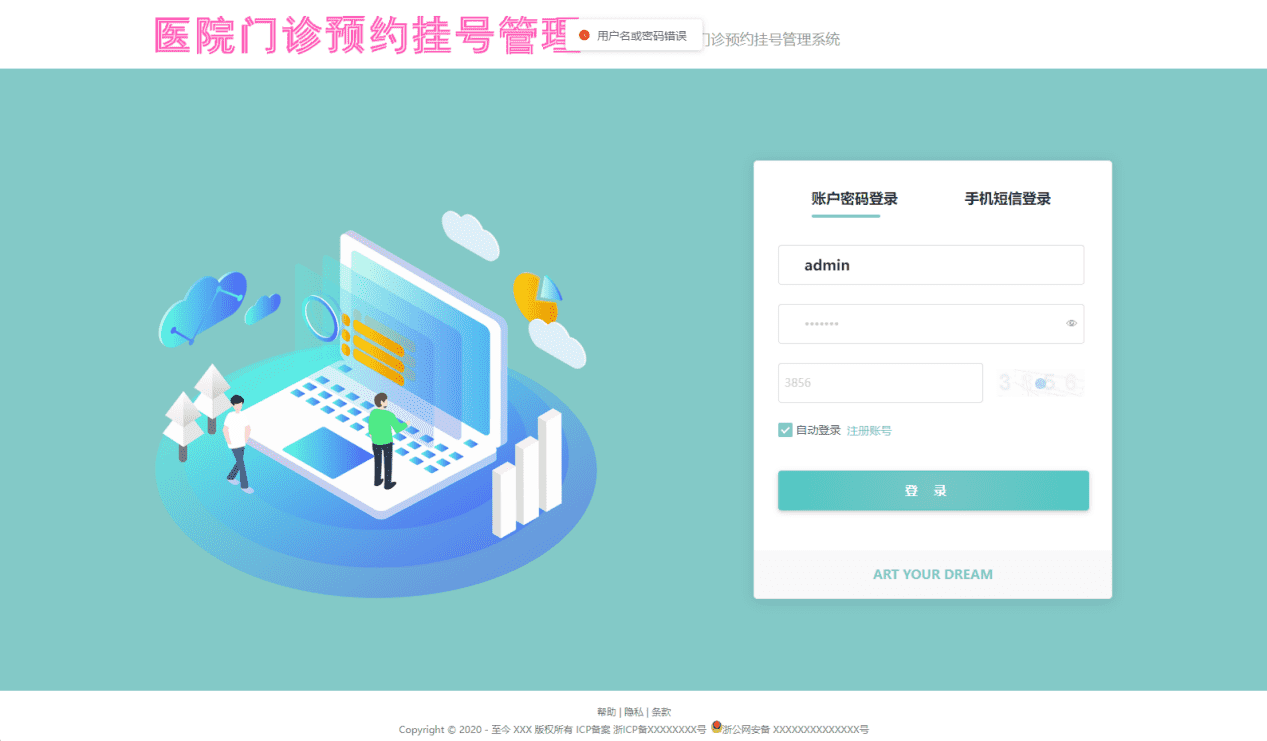 医院门诊预约挂号管理
用户名或密码错误
门诊预约挂号管理系统
账户密码登录
手机短信登录
admin
•••••••
3856
自动登录 注册账号
登 录
ART YOUR DREAM
帮助 | 隐私 | 条款
Copyright © 2020 - 至今 XXX 版权所有 ICP备案 浙ICP备XXXXXXXX号 浙公网安备 XXXXXXXXXXXXXX号